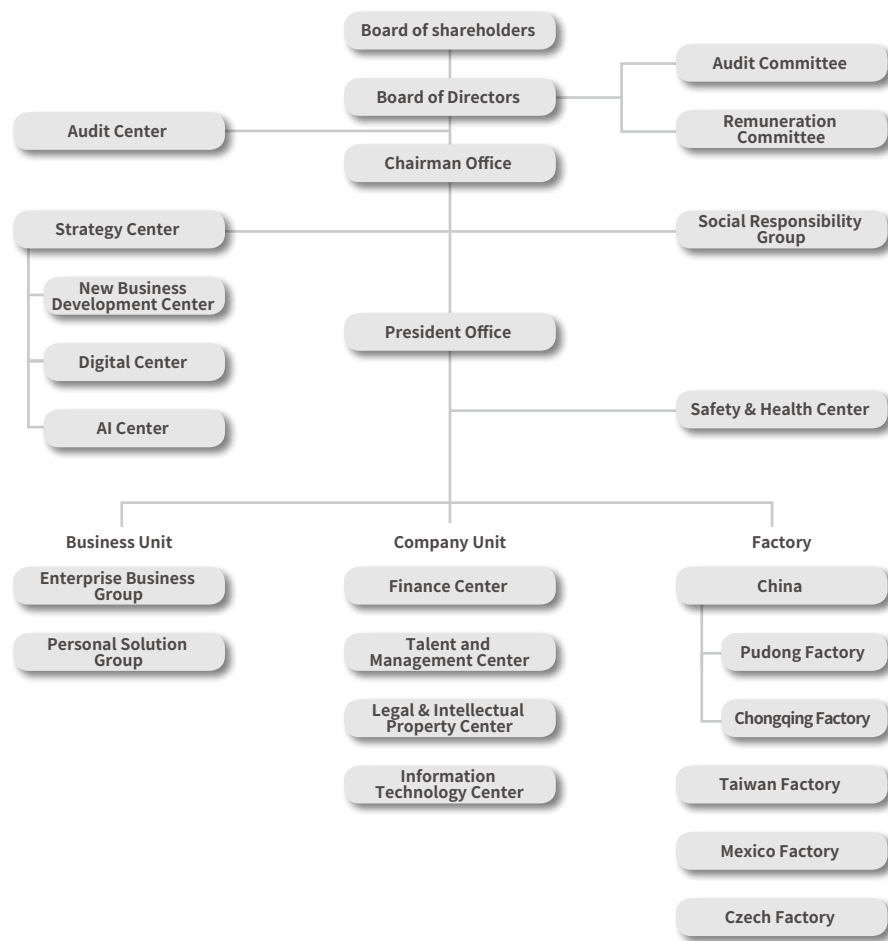 Board of shareholders
Board of Directors
Audit Committee
Audit Center
Remuneration
Committee
Chairman Office
Strategy Center
Social Responsibility
Group
New Business
Development Center
President Office
Digital Center
Safety & Health Center
AI Center
Business Unit
Company Unit
Factory
Enterprise Business
Group
Finance Center
China
Personal Solution
Group
Talent and
Management Center
Pudong Factory
Legal & Intellectual
Property Center
Chongqing Factory
Information
Technology Center
Taiwan Factory
Mexico Factory
Czech Factory